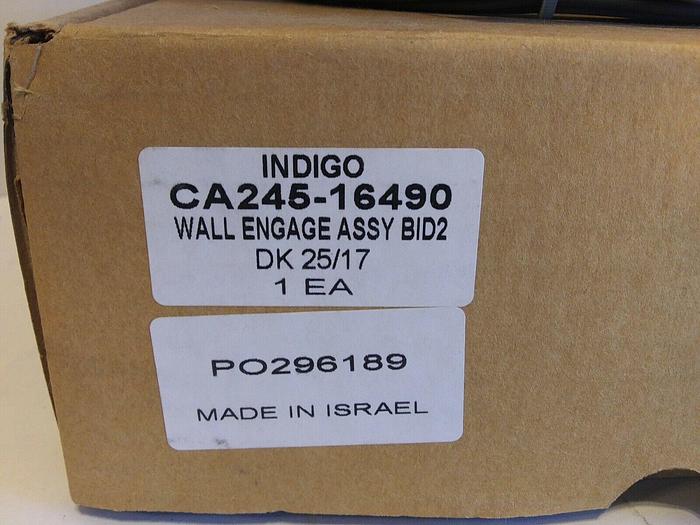 INDIGO
CA245-16490
WALL ENGAGE ASSY BID2
DK 25/17
1 EA
PO296189
MADE IN ISRAEL